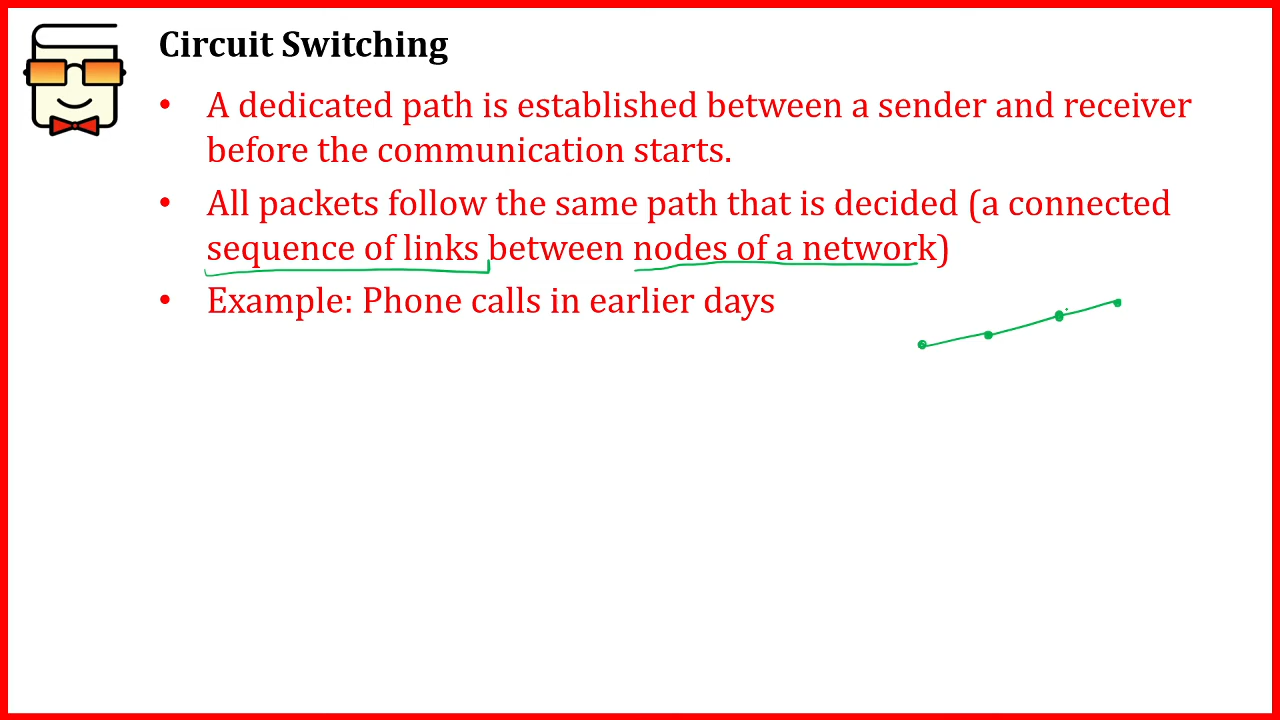 Circuit Switching
• A dedicated path is established between a sender and receiver
before the communication starts.
• All packets follow the same path that is decided (a connected
sequence of links between nodes of a network)
• Example: Phone calls in earlier days